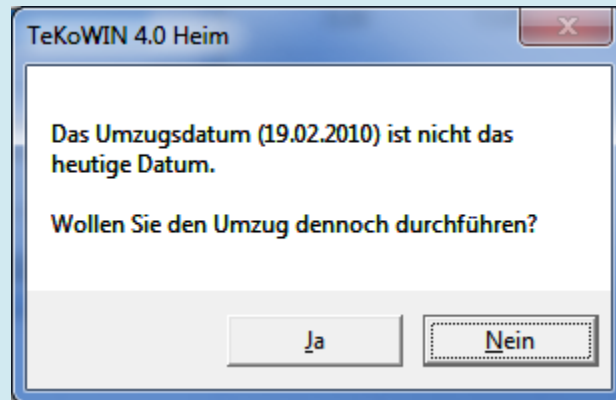 TeKoWIN 4.0 Heim
Das Umzugsdatum (19.02.2010) ist nicht das
heutige Datum.
Wollen Sie den Umzug dennoch durchführen?
Ja
Nein